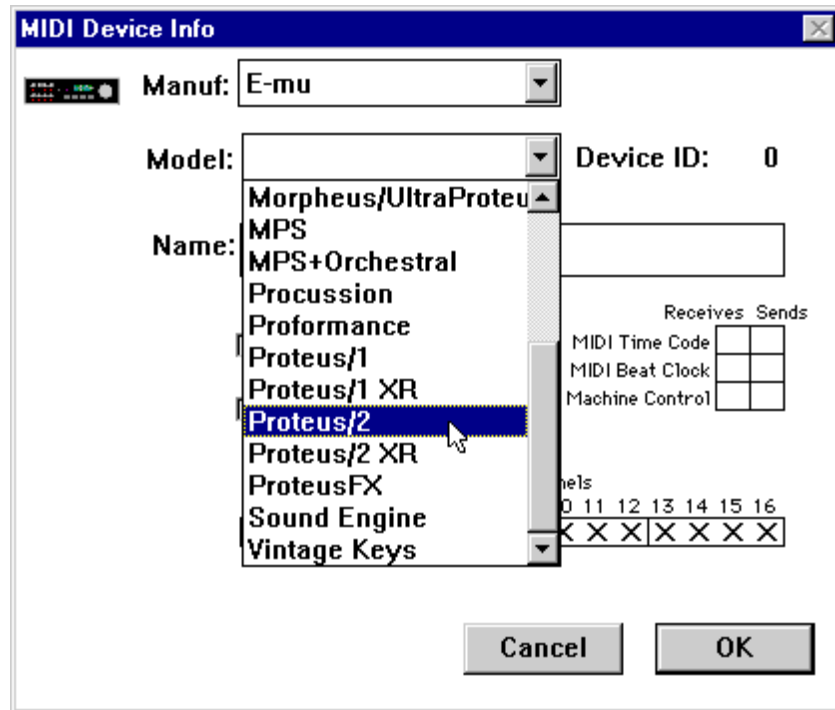 MIDI Device Info
Manuf: E-mu
Model: Device ID: 0
Morpheus/UltraProteu
Name: MPS
MPS+Orchestral
Procussion
Receives Sends
Proformance
MIDI Time Code
Proteus/1
MIDI Beat Clock
Proteus/1 XR
Machine Control
Proteus/2
Proteus/2 XR
ProteusFX
nels
Sound Engine
0 11 12 13 14 15 16
X X X X X X X
Vintage Keys
Cancel OK